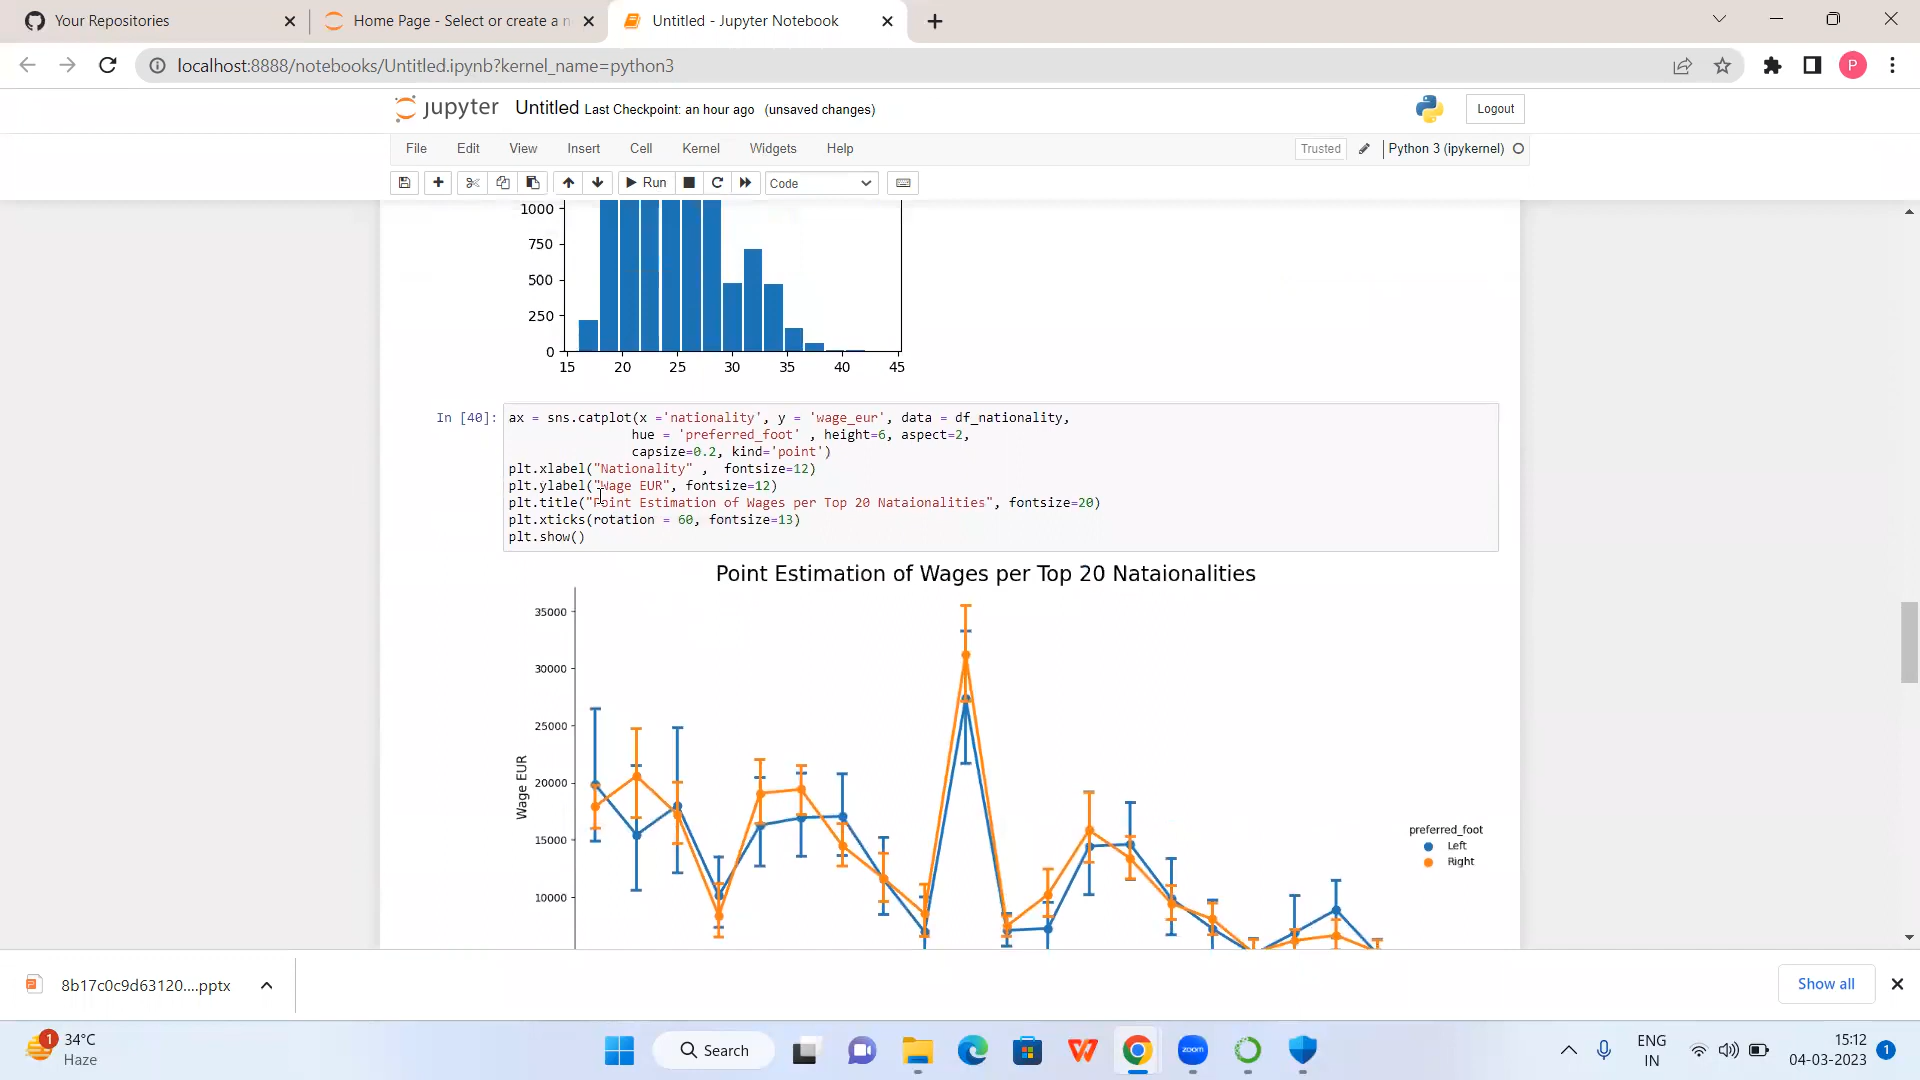 Your Repositories
Home Page - Select or create a n
Untitled - Jupyter Notebook
localhost:8888/notebooks/Untitled.ipynb?kernel_name=python3
P
jupyter Untitled Last Checkpoint: an hour ago (unsaved changes)
Logout
File Edit View Insert Cell Kernel Widgets Help
Trusted
Python 3 (ipykernel)
Run
Code
1000
750
500
250
0
15 20 25 30 35 40 45
In [40]:
ax = sns.catplot(x ='nationality', y = 'wage_eur', data = df_nationality,
hue = 'preferred_foot' , height=6, aspect=2,
capsize=0.2, kind='point')
plt.xlabel("Nationality" , fontsize=12)
plt.ylabel("Wage EUR", fontsize=12)
plt.title("Point Estimation of Wages per Top 20 Nataionalities", fontsize=20)
plt.xticks(rotation = 60, fontsize=13)
plt.show()
Point Estimation of Wages per Top 20 Nataionalities
35000
30000
25000
20000
15000
10000
Wage EUR
preferred_foot
Left
Right
8b17c0c9d63120....pptx
Show all
1
34°C
Haze
Search
zoom
ENG
IN
15:12
04-03-2023
1